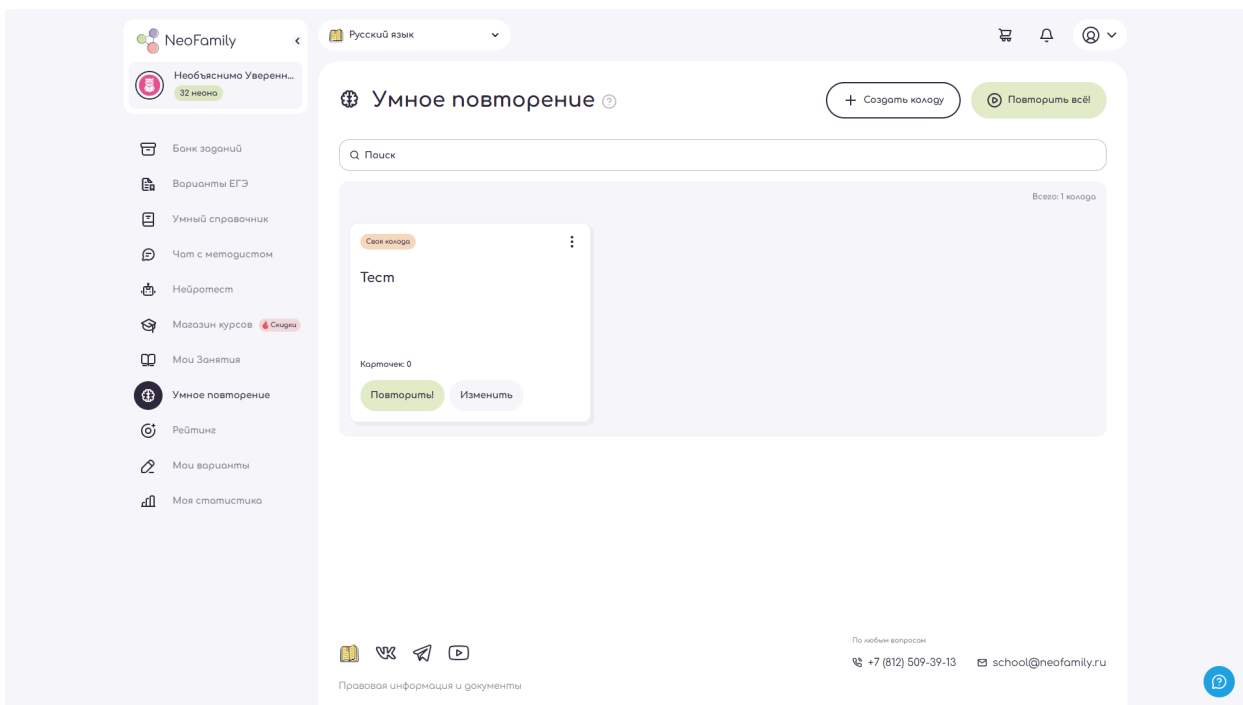 NeoFamily
Русский язык
Необъяснимо Уверенн...
32 неона
Умное повторение
Создать колоду
Повторить всё!
Поиск
Банк заданий
Варианты ЕГЭ
Умный справочник
Чат с методистом
Нейротест
Магазин курсов
Скидки
Мои Занятия
Умное повторение
Рейтинг
Мои варианты
Моя статистика
Всего: 1 колода
Своя колода
Тест
Карточек: 0
Повторить!
Изменить
По любым вопросам
+7 (812) 509-39-13
school@neofamily.ru
Правовая информация и документы